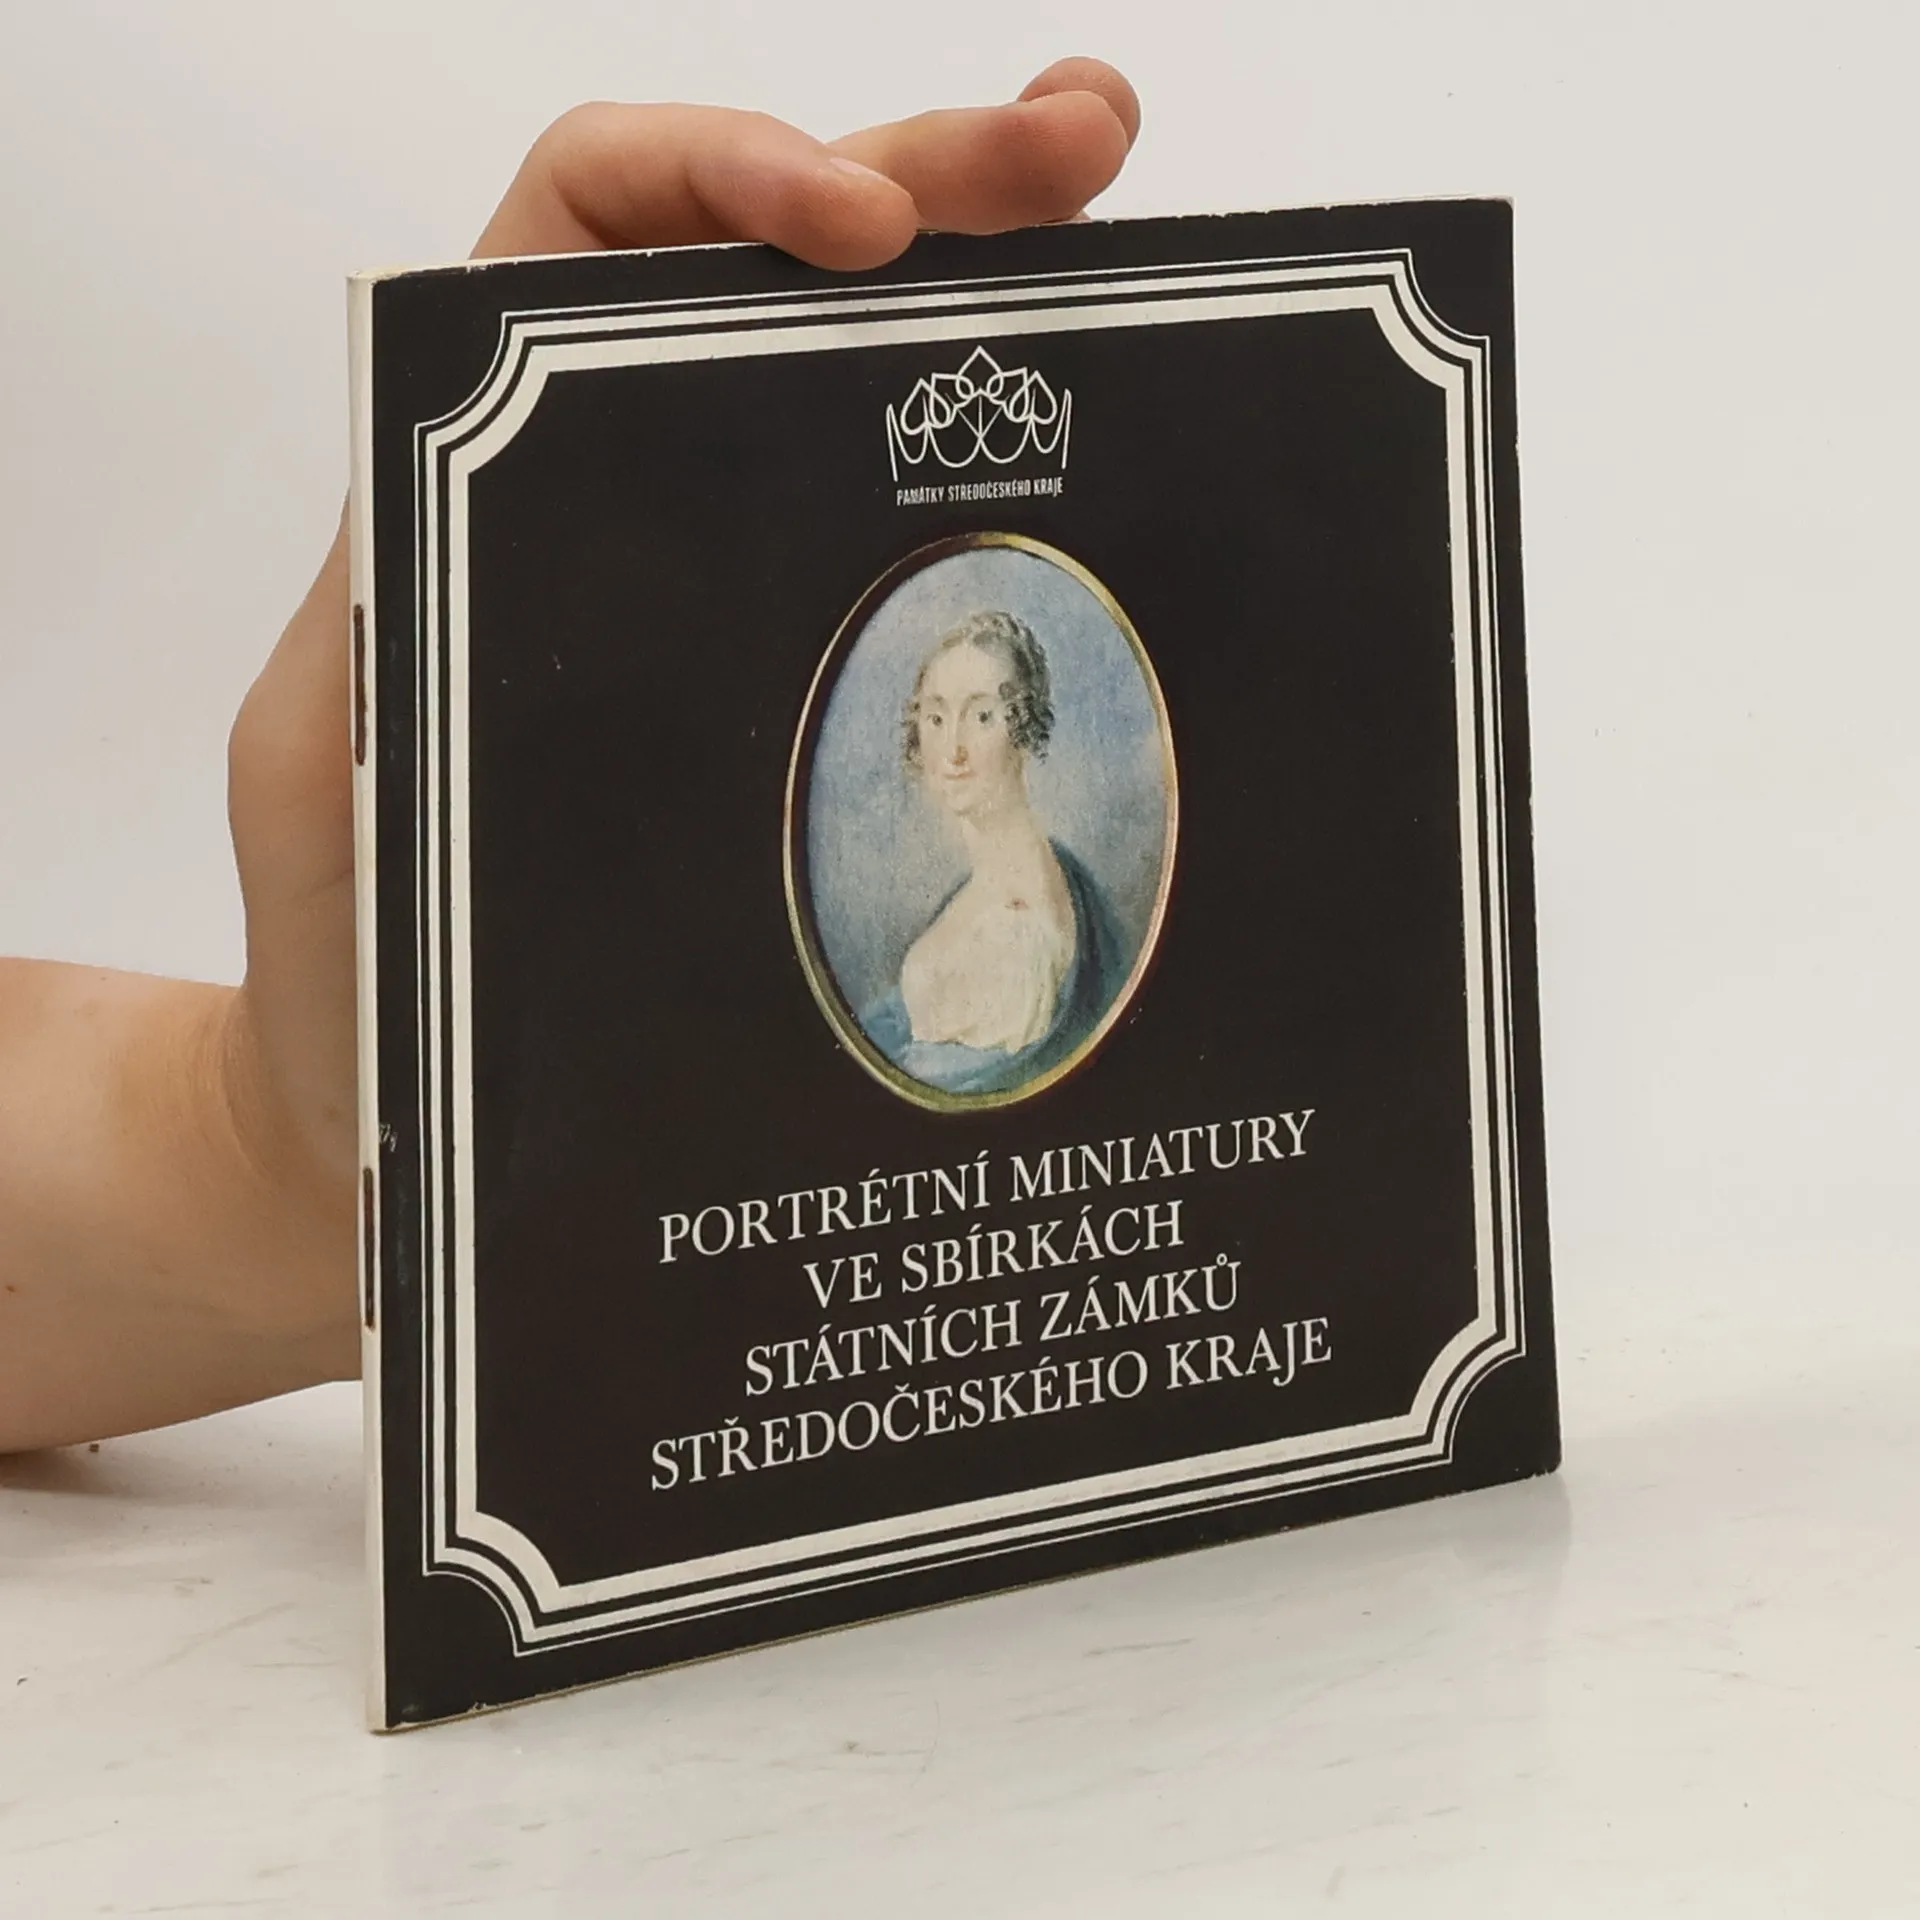 PAMÁTKY STŘEDOČESKÉHO KRAJE
PORTRÉTNÍ MINIATURY
VE SBÍRKÁCH
STÁTNÍCH ZÁMKŮ
STŘEDOČESKÉHO KRAJE